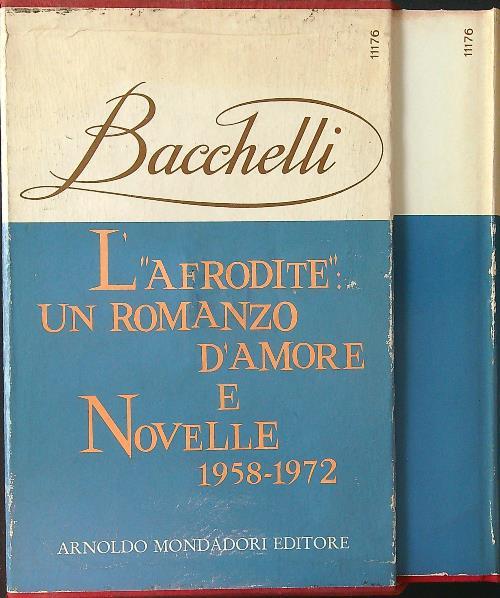 11176
11176
Bacchelli
L'"AFRODITE":
UN ROMANZO
D'AMORE
E
NOVELLE
1958-1972
ARNOLDO MONDADORI EDITORE